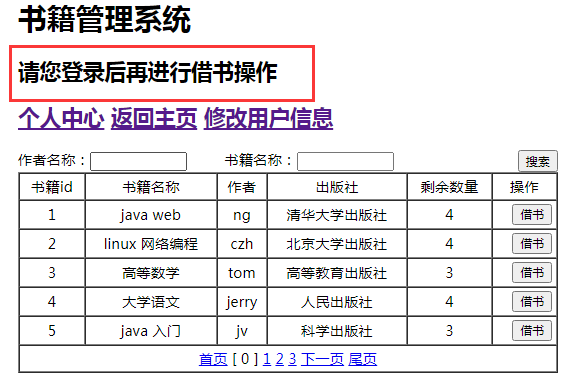 书籍管理系统
请您登录后再进行借书操作
个人中心 返回主页 修改用户信息
作者名称： 书籍名称： 搜索
书籍id 书籍名称 作者 出版社 剩余数量 操作
1 java web ng 清华大学出版社 4 借书
2 linux 网络编程 czh 北京大学出版社 4 借书
3 高等数学 tom 高等教育出版社 3 借书
4 大学语文 jerry 人民出版社 4 借书
5 java 入门 jv 科学出版社 3 借书
首页 [ 0 ] 1 2 3 下一页 尾页